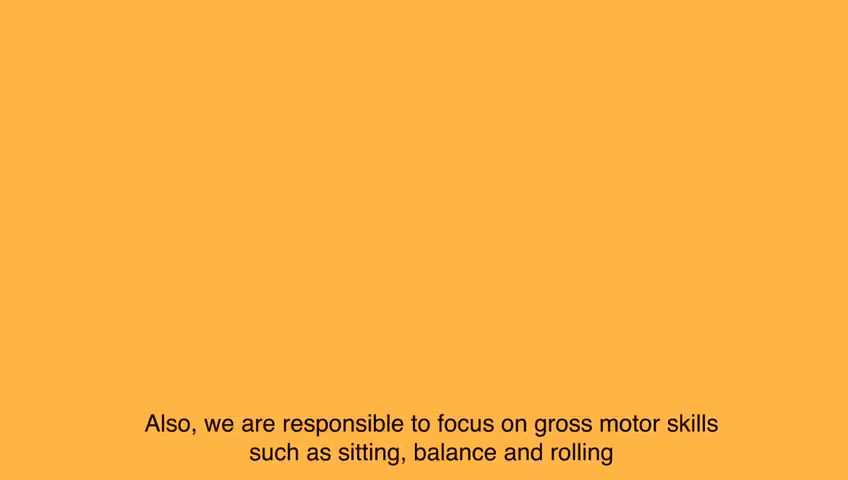 Also, we are responsible to focus on gross motor skills
such as sitting, balance and rolling